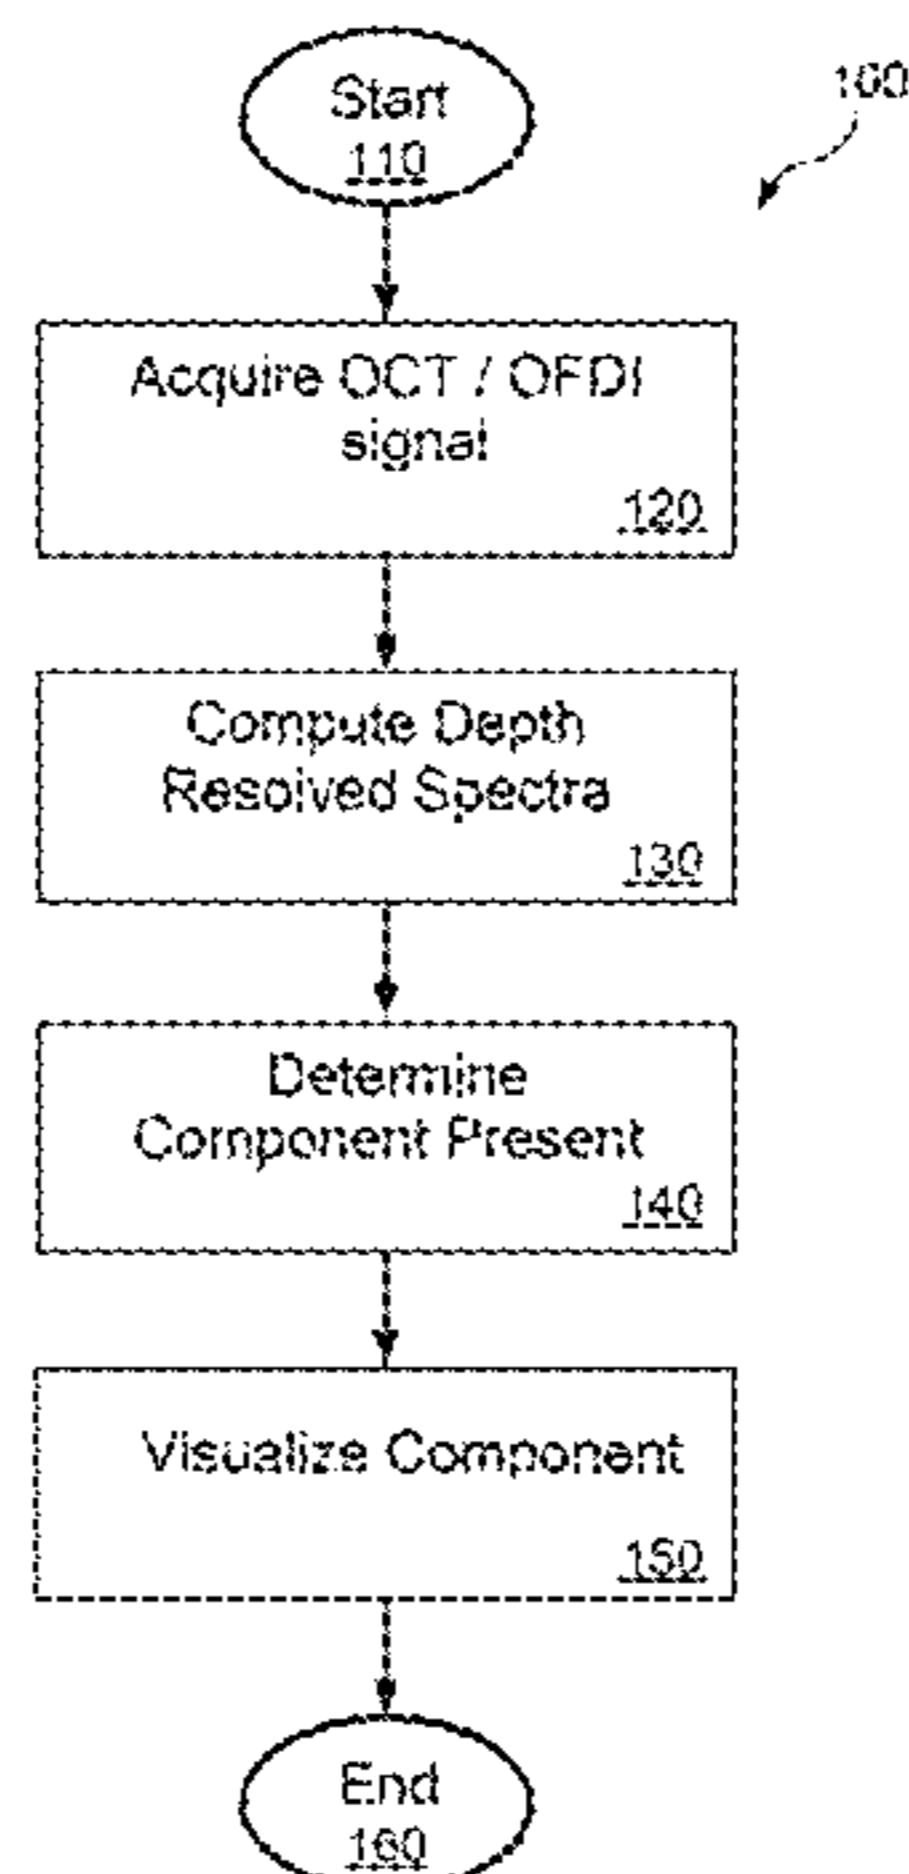 100
Start
110
Acquire OCT / OFDI
signal
120
Compute Depth
Resolved Spectra
130
Determine
Component Present
140
Visualize Component
150
End
160